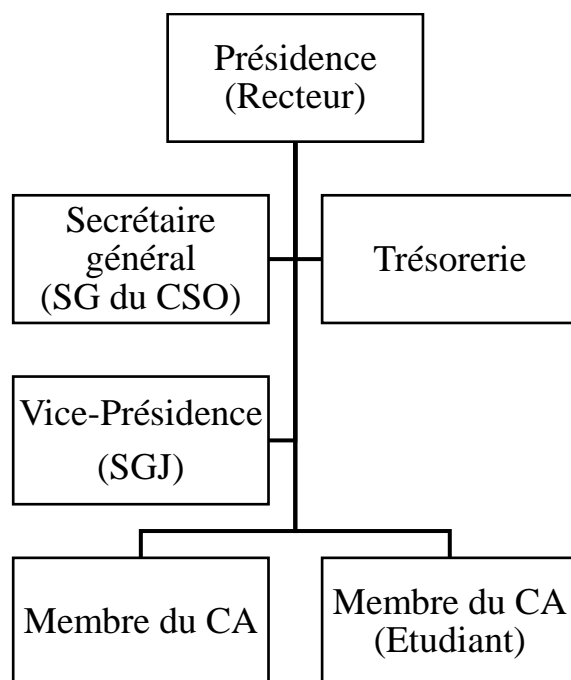 Présidence
(Recteur)
Secrétaire
général
(SG du CSO)
Trésorerie
Vice-Présidence
(SGJ)
Membre du CA
Membre du CA
(Etudiant)